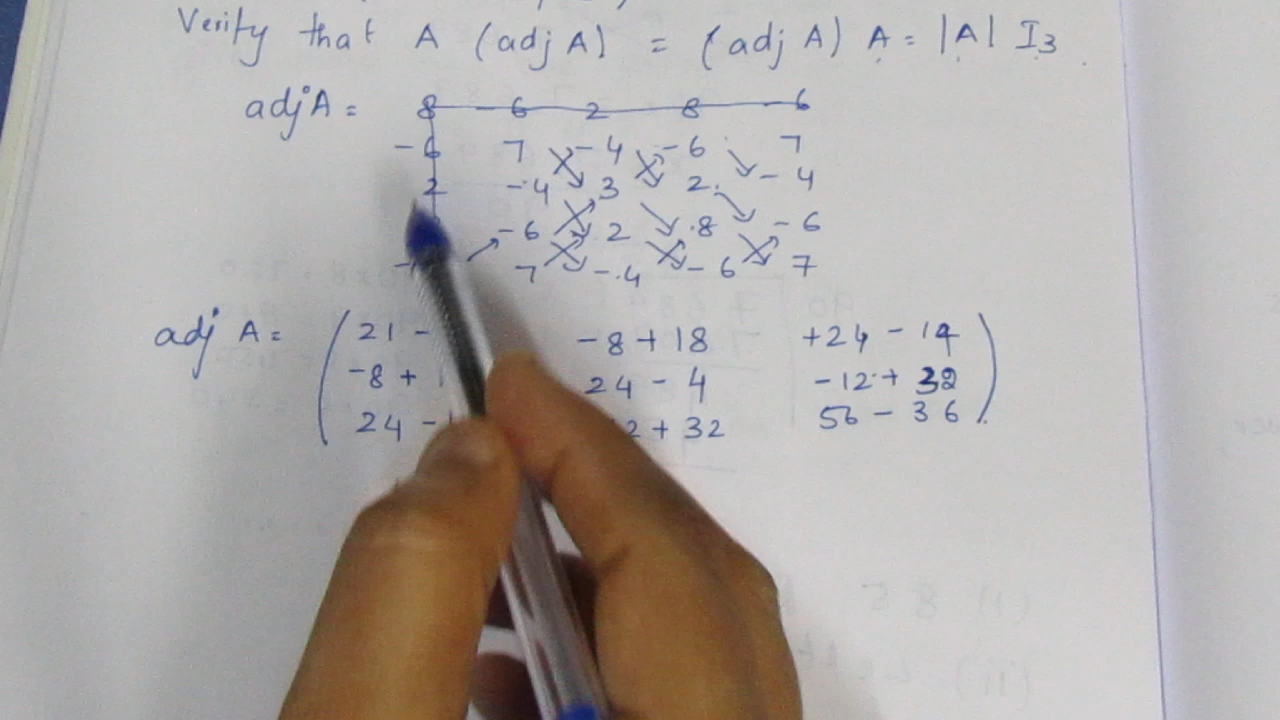 Verify that A (adj A) = (adj A) A = |A| I3
adj A = 8 -6 2 8 -6
-6 7 -4 -6 7
2 -4 3 2 -4
-6 2 8 -6
7 -4 -6 7
adj A = 21 - -8 + 18 +24 - 14
-8 + 24 - 4 -12 + 32
24 - 2 + 32 56 - 36